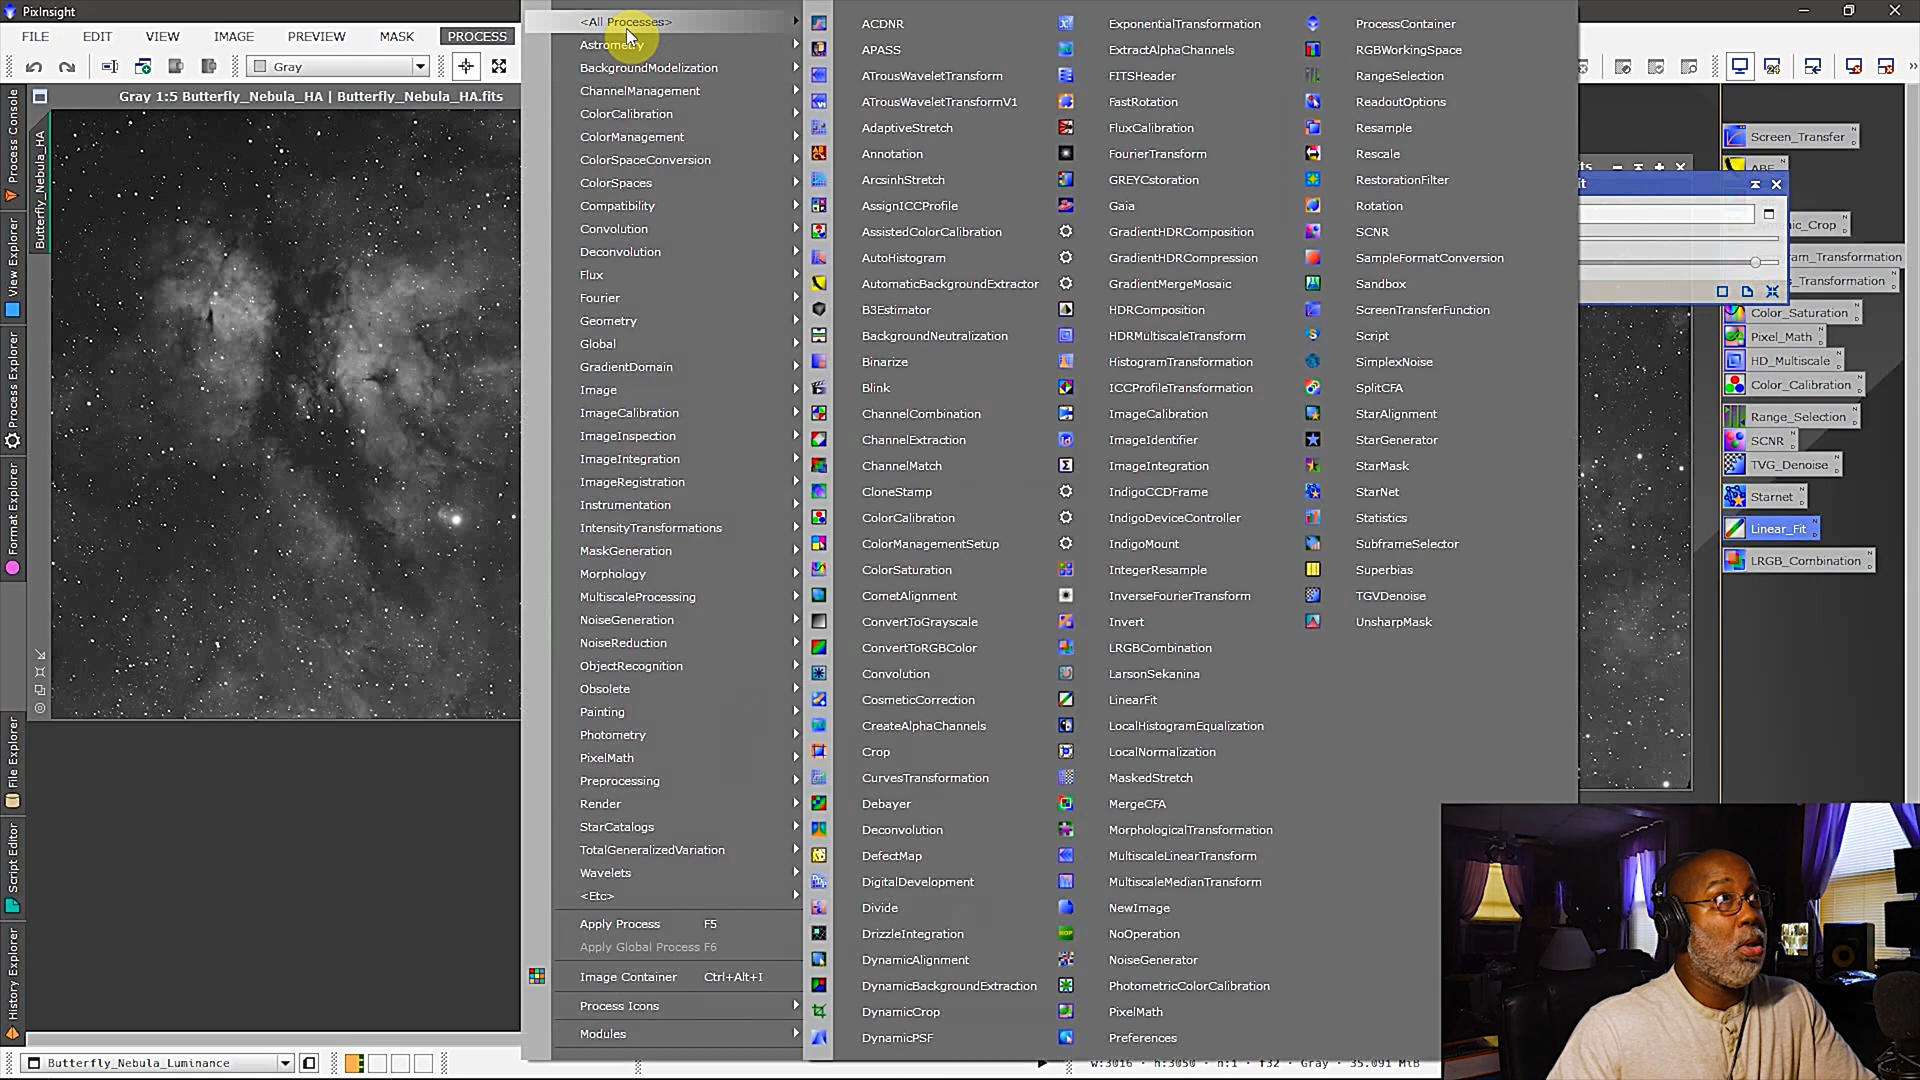 PixInsight
FILE EDIT VIEW IMAGE PREVIEW MASK PROCESS
Gray
Gray 1:5 Butterfly_Nebula_HA | Butterfly_Nebula_HA.fits
Butterfly_Nebula_HA
Process Console
View Explorer
Process Explorer
Format Explorer
File Explorer
Script Editor
History Explorer
<All Processes>
Astrometry
BackgroundModelization
ChannelManagement
ColorCalibration
ColorManagement
ColorSpaceConversion
ColorSpaces
Compatibility
Convolution
Deconvolution
Flux
Fourier
Geometry
Global
GradientDomain
Image
ImageCalibration
ImageInspection
ImageIntegration
ImageRegistration
Instrumentation
IntensityTransformations
MaskGeneration
Morphology
MultiscaleProcessing
NoiseGeneration
NoiseReduction
ObjectRecognition
Obsolete
Painting
Photometry
PixelMath
Preprocessing
Render
StarCatalogs
TotalGeneralizedVariation
Wavelets
<Etc>
Apply Process F5
Apply Global Process F6
Image Container Ctrl+Alt+I
Process Icons
Modules
ACDNR
APASS
ATrousWaveletTransform
ATrousWaveletTransformV1
AdaptiveStretch
Annotation
ArcsinhStretch
AssignICCProfile
AssistedColorCalibration
AutoHistogram
AutomaticBackgroundExtractor
B3Estimator
BackgroundNeutralization
Binarize
Blink
ChannelCombination
ChannelExtraction
ChannelMatch
CloneStamp
ColorCalibration
ColorManagementSetup
ColorSaturation
CometAlignment
ConvertToGrayscale
ConvertToRGBColor
Convolution
CosmeticCorrection
CreateAlphaChannels
Crop
CurvesTransformation
Debayer
Deconvolution
DefectMap
DigitalDevelopment
Divide
DrizzleIntegration
DynamicAlignment
DynamicBackgroundExtraction
DynamicCrop
DynamicPSF
ExponentialTransformation
ExtractAlphaChannels
FITSHeader
FastRotation
FluxCalibration
FourierTransform
GREYCstoration
Gaia
GradientHDRComposition
GradientHDRCompression
GradientMergeMosaic
HDRComposition
HDRMultiscaleTransform
HistogramTransformation
ICCProfileTransformation
ImageCalibration
ImageIdentifier
ImageIntegration
IndigoCCDFrame
IndigoDeviceController
IndigoMount
IntegerResample
InverseFourierTransform
Invert
LRGBCombination
LarsonSekanina
LinearFit
LocalHistogramEqualization
LocalNormalization
MaskedStretch
MergeCFA
MorphologicalTransformation
MultiscaleLinearTransform
MultiscaleMedianTransform
NewImage
NoOperation
NoiseGenerator
PhotometricColorCalibration
PixelMath
Preferences
ProcessContainer
RGBWorkingSpace
RangeSelection
ReadoutOptions
Resample
Rescale
RestorationFilter
Rotation
SCNR
SampleFormatConversion
Sandbox
ScreenTransferFunction
Script
SimplexNoise
SplitCFA
StarAlignment
StarGenerator
StarMask
StarNet
Statistics
SubframeSelector
Superbias
TGVDenoise
UnsharpMask
Screen_Transfer
ABE
Color_Saturation
Pixel_Math
HD_Multiscale
Color_Calibration
Range_Selection
SCNR
TVG_Denoise
Starnet
Linear_Fit
LRGB_Combination
Butterfly_Nebula_Luminance
w:3016 · h:3050 · n:1 · f32 · Gray · 35.091 MiB